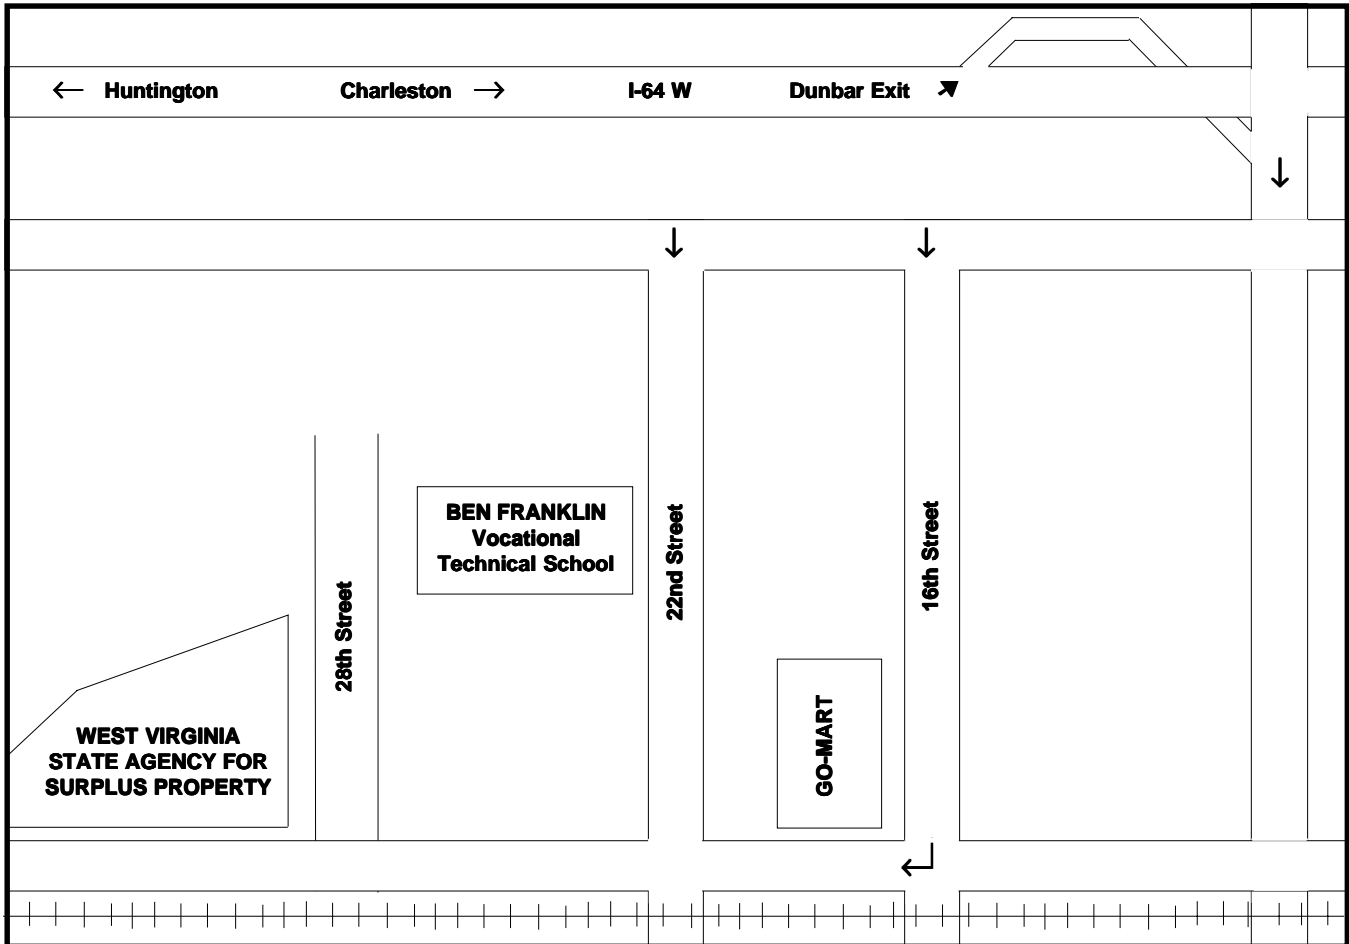 ← Huntington Charleston → I-64 W Dunbar Exit
BEN FRANKLIN
Vocational
Technical School
22nd Street
16th Street
28th Street
GO-MART
WEST VIRGINIA
STATE AGENCY FOR
SURPLUS PROPERTY